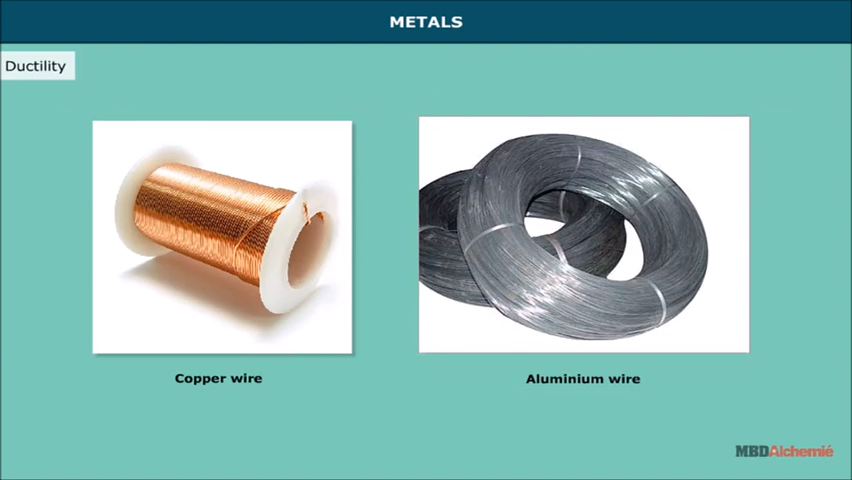 METALS
Ductility
Copper wire
Aluminium wire
MBDAlchemié